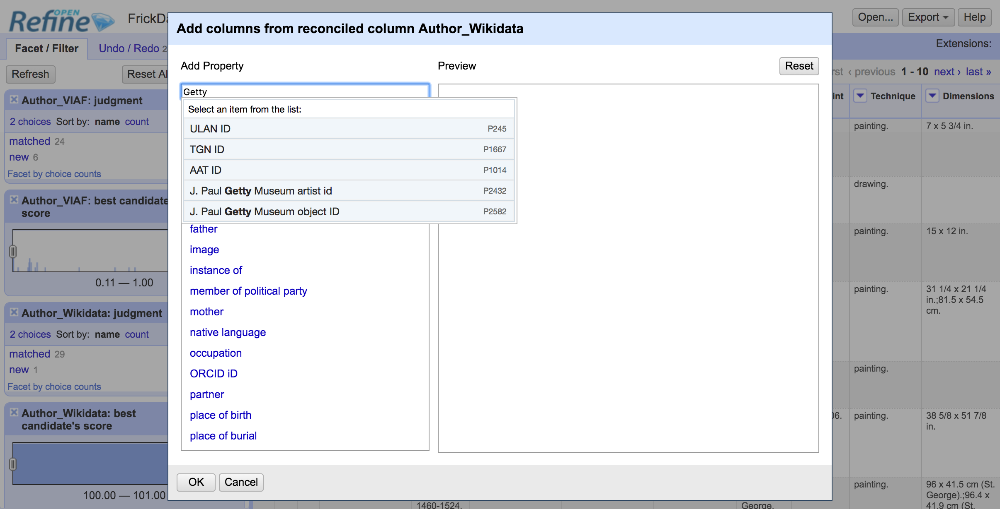 OPEN
Refine
FrickDa
Open...
Export
Help
Add columns from reconciled column Author_Wikidata
Facet / Filter
Undo / Redo 2
Extensions:
Refresh
Reset Al
Add Property
Preview
Reset
rst ‹ previous 1 - 10 next › last »
Getty
Select an item from the list:
ULAN ID P245
TGN ID P1667
AAT ID P1014
J. Paul Getty Museum artist id P2432
J. Paul Getty Museum object ID P2582
father
image
instance of
member of political party
mother
native language
occupation
ORCID iD
partner
place of birth
place of burial
OK
Cancel
Author_VIAF: judgment
2 choices Sort by: name count
matched 24
new 6
Facet by choice counts
Author_VIAF: best candidate
score
0.11 — 1.00
Author_Wikidata: judgment
2 choices Sort by: name count
matched 29
new 1
Facet by choice counts
Author_Wikidata: best
candidate's score
100.00 — 101.00
int
Technique
Dimensions
painting.
7 x 5 3/4 in.
drawing.
painting.
15 x 12 in.
painting.
31 1/4 x 21 1/4
in.;81.5 x 54.5
cm.
painting.
06.
painting.
38 5/8 x 51 7/8
in.
painting.
96 x 41.5 cm (St.
George).;96.4 x
41.9 cm (St.
1460-1524.
George.